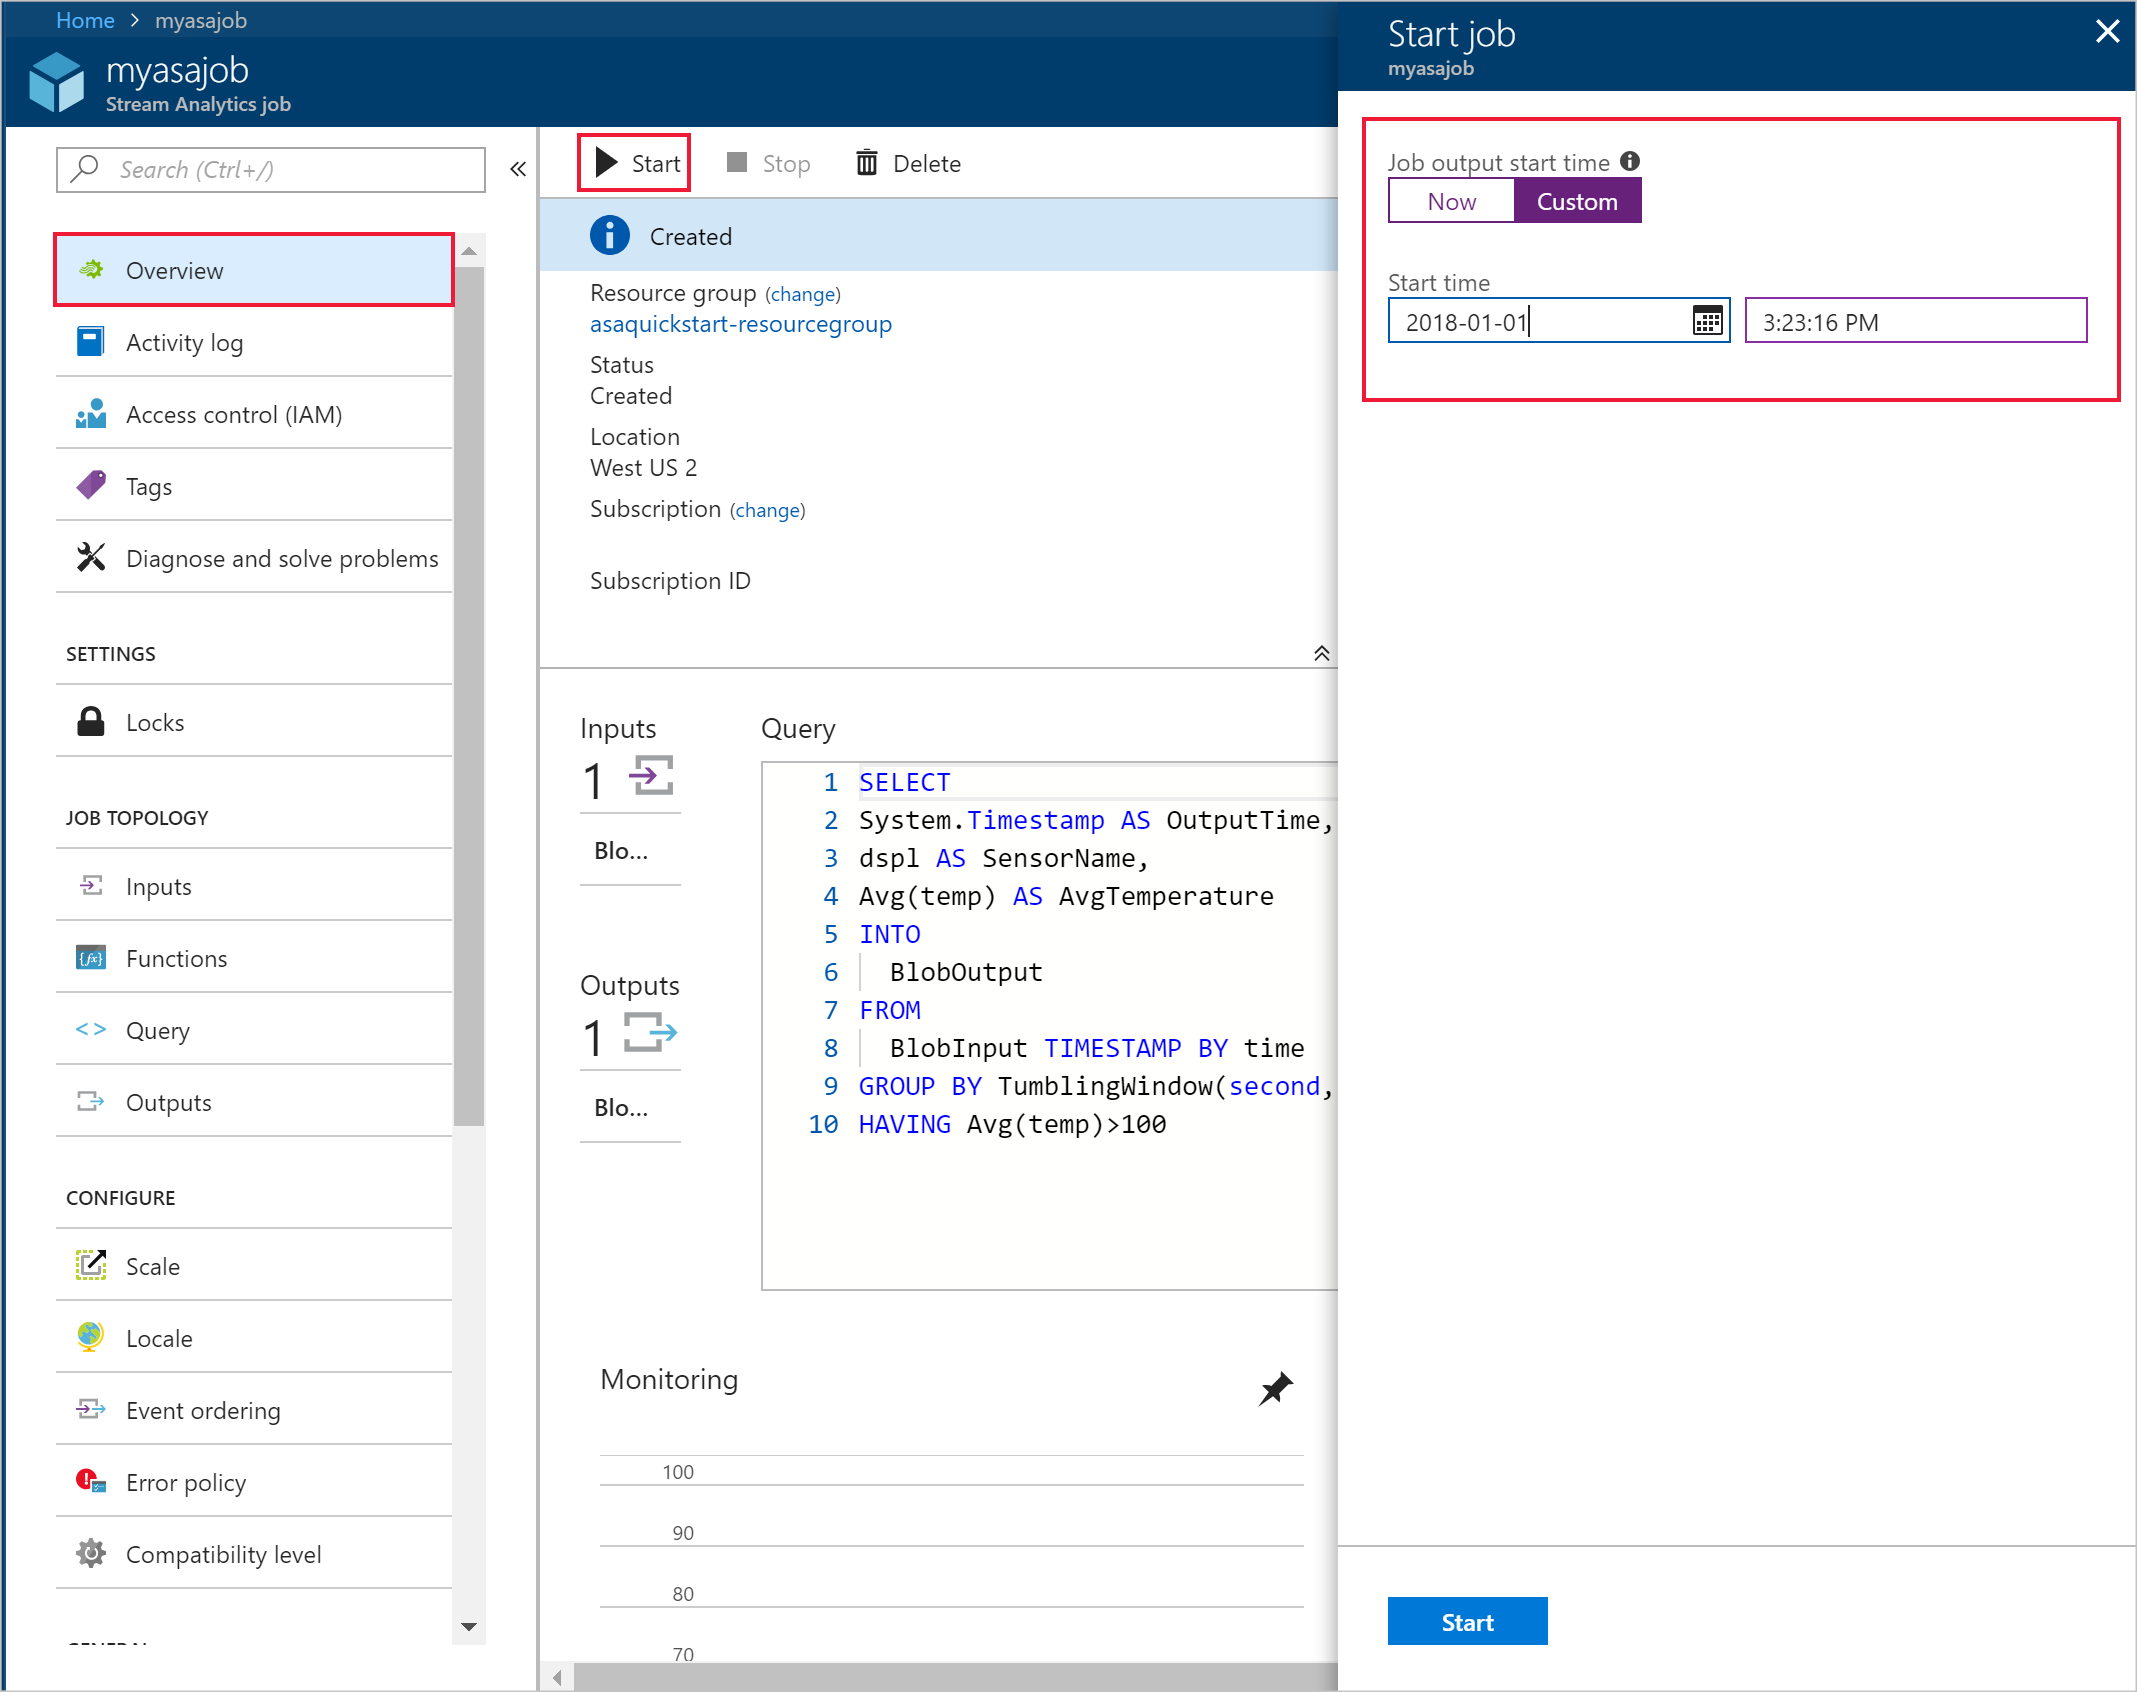 Home > myasajob
myasajob
Stream Analytics job
Search (Ctrl+/)
Overview
Activity log
Access control (IAM)
Tags
Diagnose and solve problems
SETTINGS
Locks
JOB TOPOLOGY
Inputs
Functions
Query
Outputs
CONFIGURE
Scale
Locale
Event ordering
Error policy
Compatibility level
Start Stop Delete
Created
Resource group (change)
asaquickstart-resourcegroup
Status
Created
Location
West US 2
Subscription (change)
Subscription ID
Inputs
1
Blo...
Outputs
1
Blo...
Query
1 SELECT
2 System.Timestamp AS OutputTime,
3 dspl AS SensorName,
4 Avg(temp) AS AvgTemperature
5 INTO
6 BlobOutput
7 FROM
8 BlobInput TIMESTAMP BY time
9 GROUP BY TumblingWindow(second,
10 HAVING Avg(temp)>100
Monitoring
100
90
80
70
Start job
myasajob
Job output start time
Now Custom
Start time
2018-01-01 3:23:16 PM
Start